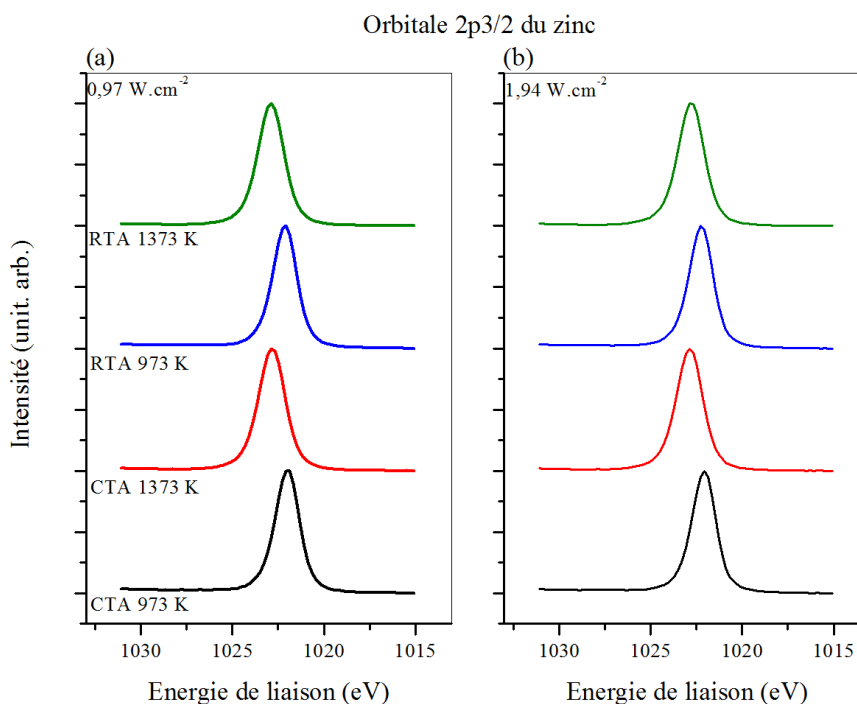 Orbitale 2p3/2 du zinc
(a)
(b)
0,97 W.cm-2
1,94 W.cm-2
RTA 1373 K
RTA 973 K
CTA 1373 K
CTA 973 K
Intensité (unit. arb.)
1030 1025 1020 1015
1030 1025 1020 1015
Energie de liaison (eV)
Energie de liaison (eV)